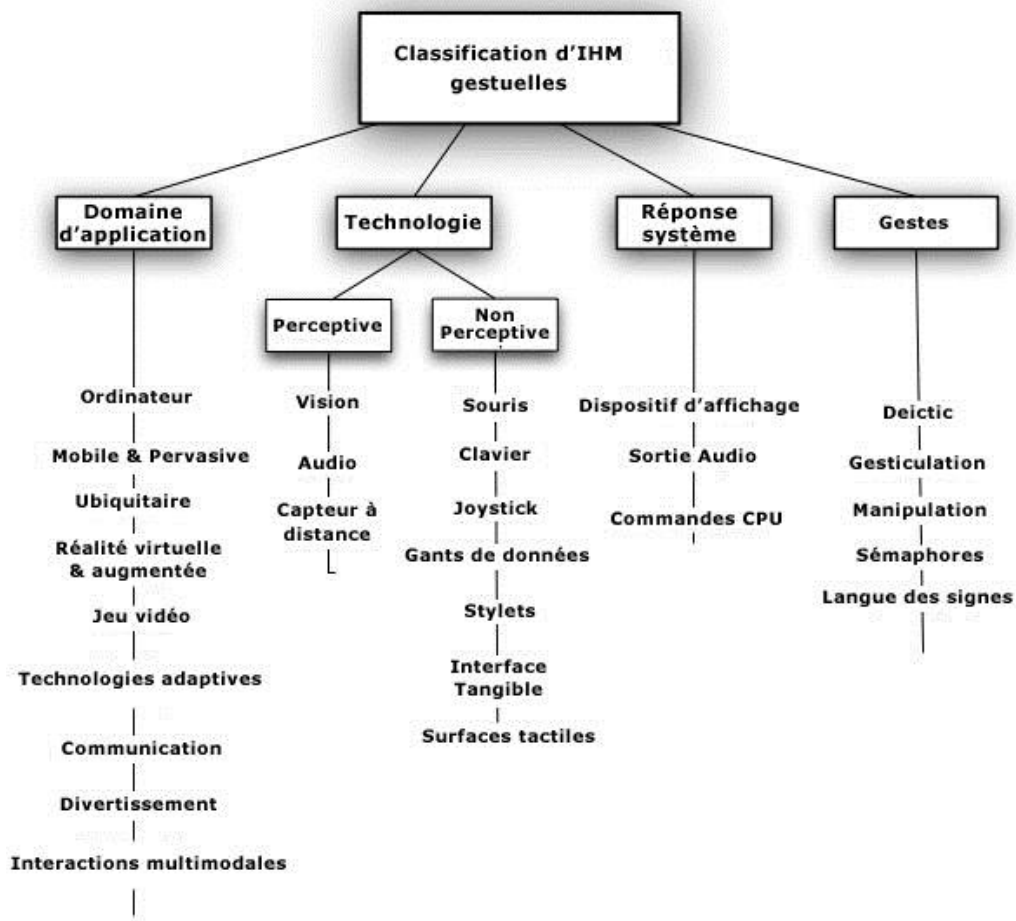 Classification d'IHM
gestuelles
Domaine
d'application
Technologie
Réponse
système
Gestes
Perceptive
Non
Perceptive
Ordinateur
Mobile & Pervasive
Ubiquitaire
Réalité virtuelle
& augmentée
Jeu vidéo
Technologies adaptives
Communication
Divertissement
Interactions multimodales
Vision
Audio
Capteur à
distance
Souris
Clavier
Joystick
Gants de données
Stylets
Interface
Tangible
Surfaces tactiles
Dispositif d'affichage
Sortie Audio
Commandes CPU
Deictic
Gesticulation
Manipulation
Sémaphores
Langue des signes